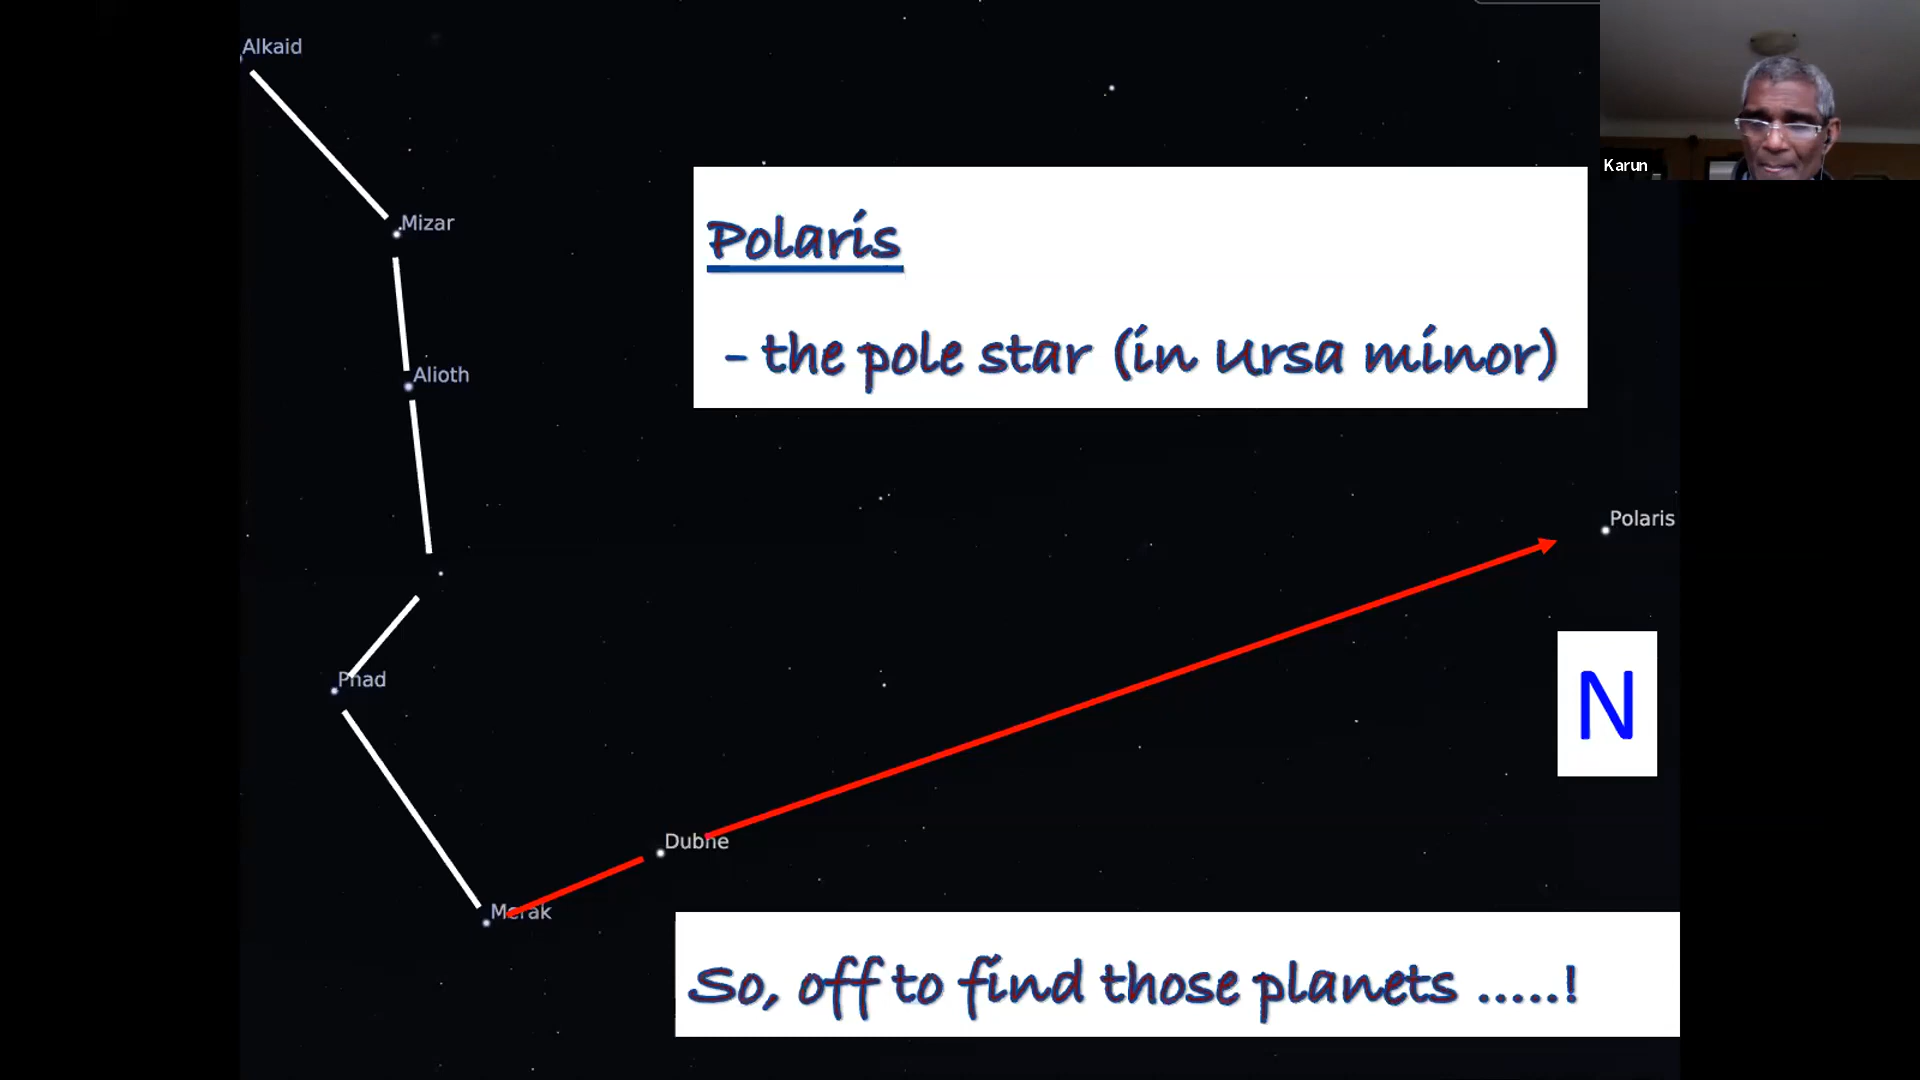 Alkaid
Karun
Mizar
Polaris
- the pole star (in Ursa minor)
Alioth
Polaris
Phad
N
Dubhe
Merak
So, off to find those planets .....!